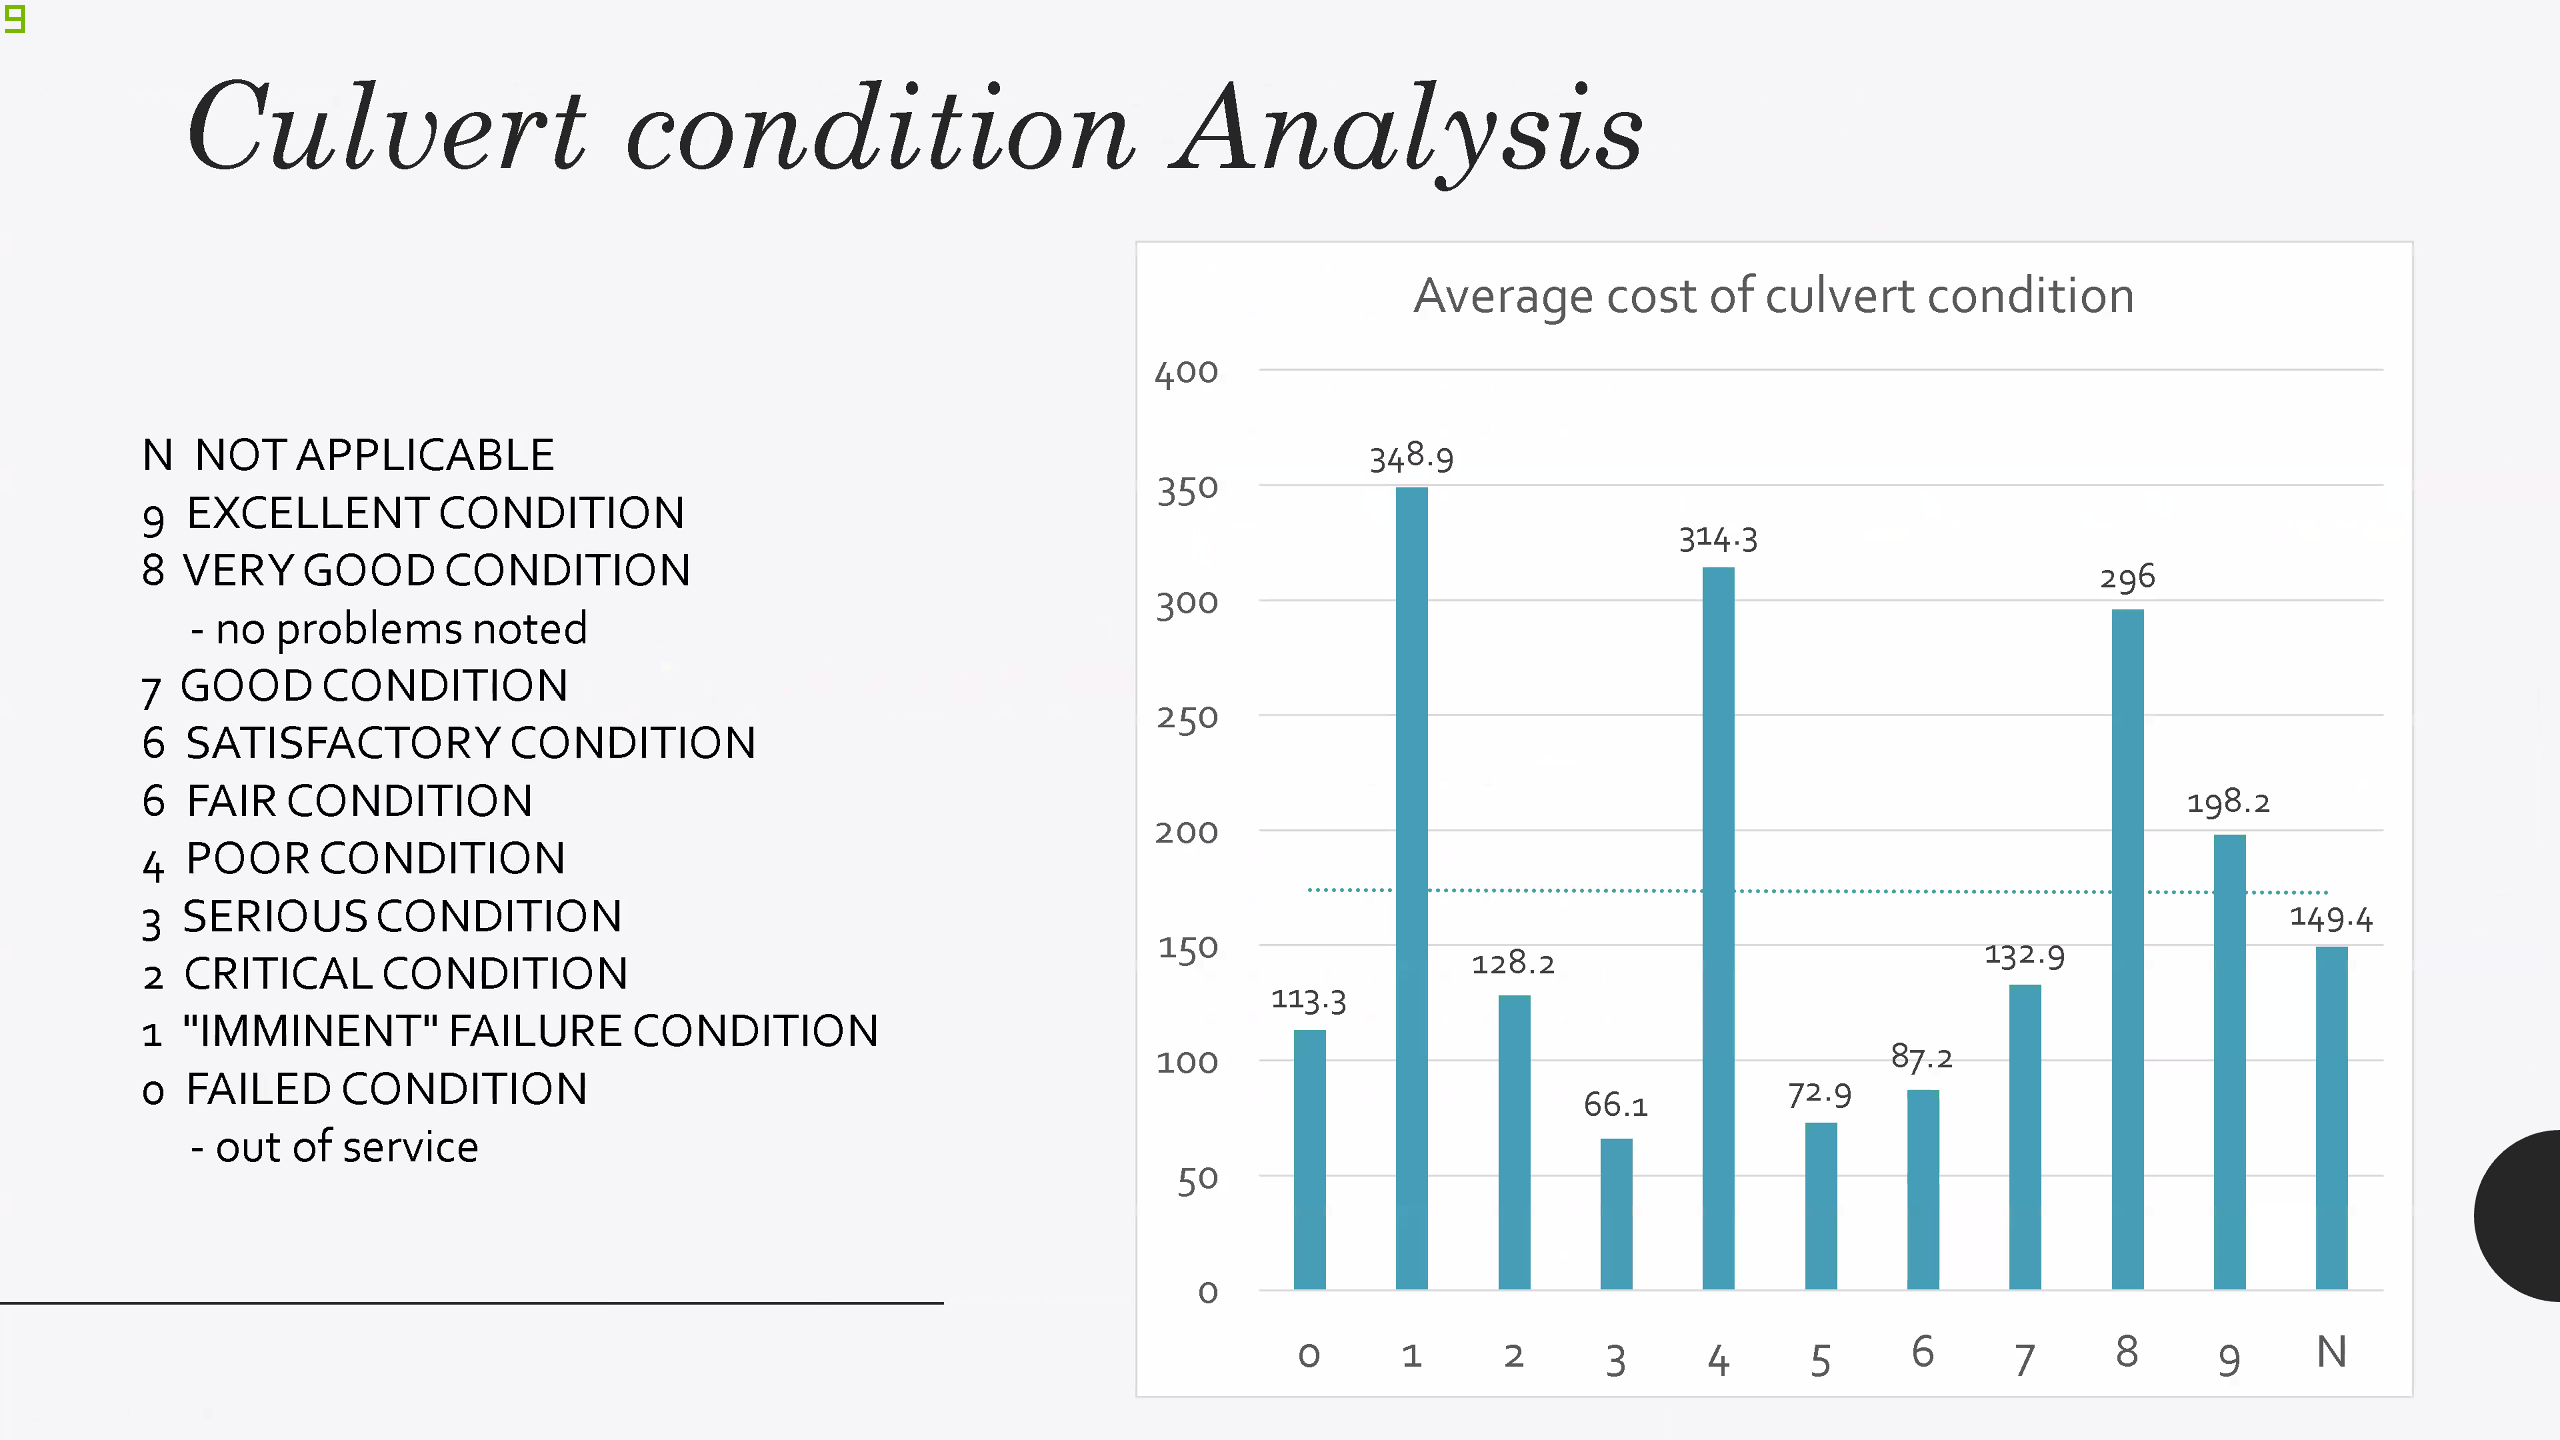 9
Culvert condition Analysis
N NOT APPLICABLE
9 EXCELLENT CONDITION
8 VERY GOOD CONDITION
- no problems noted
7 GOOD CONDITION
6 SATISFACTORY CONDITION
6 FAIR CONDITION
4 POOR CONDITION
3 SERIOUS CONDITION
2 CRITICAL CONDITION
1 "IMMINENT" FAILURE CONDITION
0 FAILED CONDITION
- out of service
Average cost of culvert condition
400
350
300
250
200
150
100
50
0
113.3
348.9
128.2
66.1
314.3
72.9
87.2
132.9
296
198.2
149.4
0 1 2 3 4 5 6 7 8 9 N